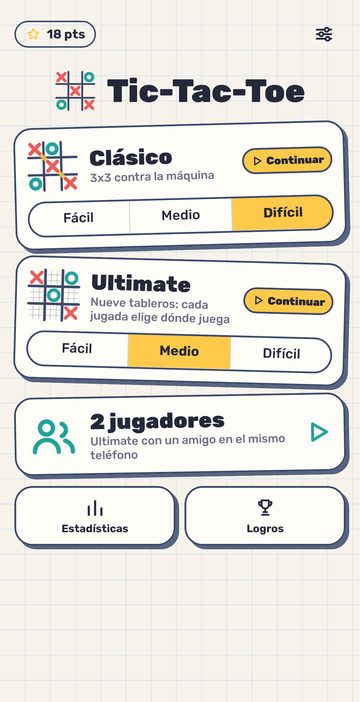 18 pts
Tic-Tac-Toe
Clásico
3x3 contra la máquina
Continuar
Fácil
Medio
Difícil
Ultimate
Nueve tableros: cada
jugada elige dónde juega
Continuar
Fácil
Medio
Difícil
2 jugadores
Ultimate con un amigo en el mismo
teléfono
Estadísticas
Logros